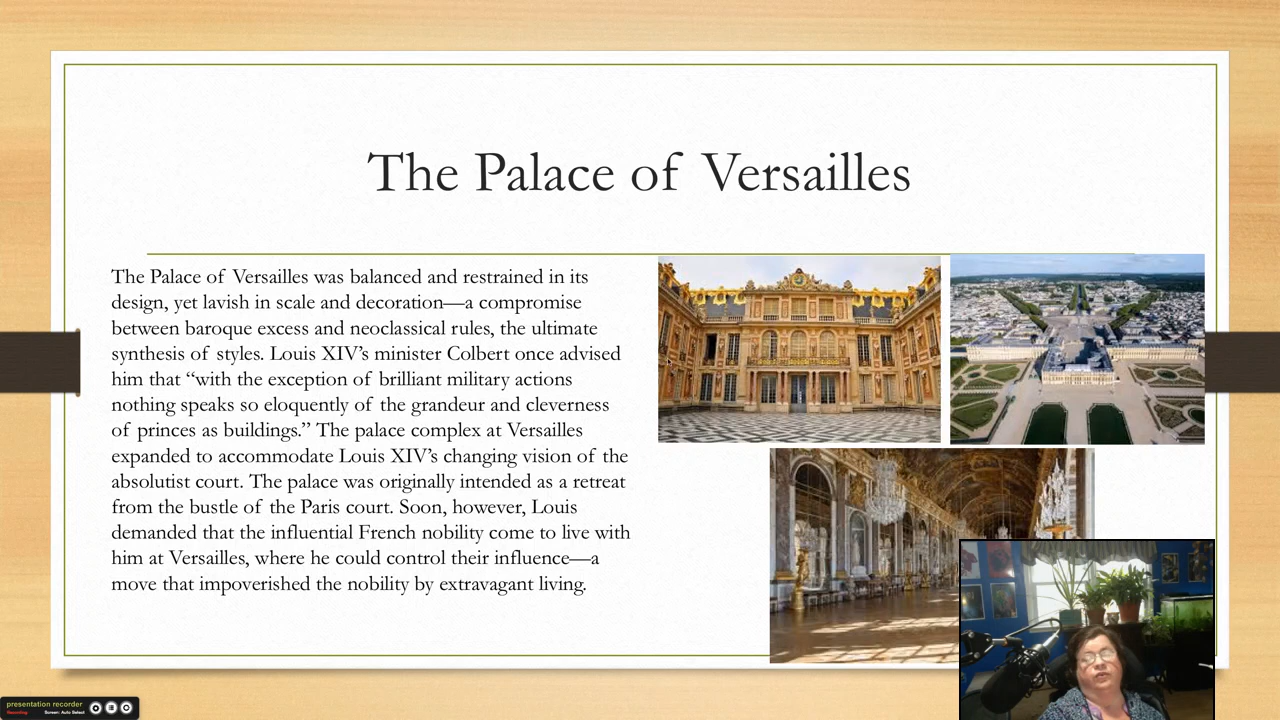 The Palace of Versailles
The Palace of Versailles was balanced and restrained in its
design, yet lavish in scale and decoration—a compromise
between baroque excess and neoclassical rules, the ultimate
synthesis of styles. Louis XIV’s minister Colbert once advised
him that “with the exception of brilliant military actions
nothing speaks so eloquently of the grandeur and cleverness
of princes as buildings.” The palace complex at Versailles
expanded to accommodate Louis XIV’s changing vision of the
absolutist court. The palace was originally intended as a retreat
from the bustle of the Paris court. Soon, however, Louis
demanded that the influential French nobility come to live with
him at Versailles, where he could control their influence—a
move that impoverished the nobility by extravagant living.
presentation recorder
Recording Screen: Auto Select